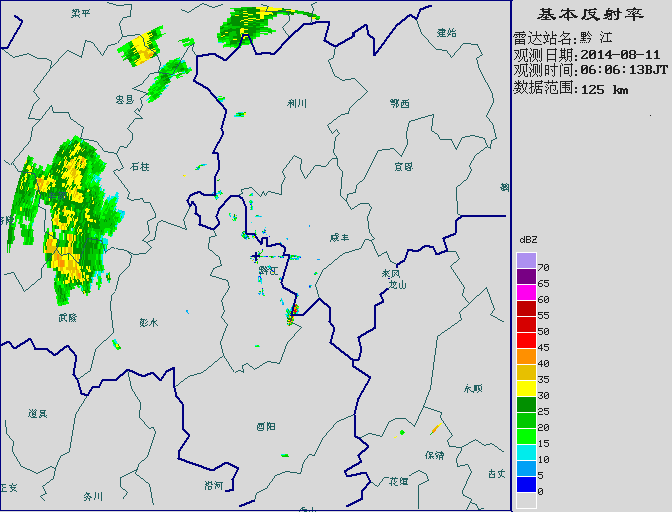 基本反射率
雷达站名:黔 江
观测日期:2014-08-11
观测时间:06:06:13BJT
数据范围:125 km
梁平
建始
忠县
利川
鄂西
石柱
宣恩
咸丰
黔江
来凤
龙山
武隆
彭水
永顺
道真
酉阳
保靖
吉文
正安
务川
沿河
花垣
dBZ
70
65
60
55
50
45
40
35
30
25
20
15
10
5
0